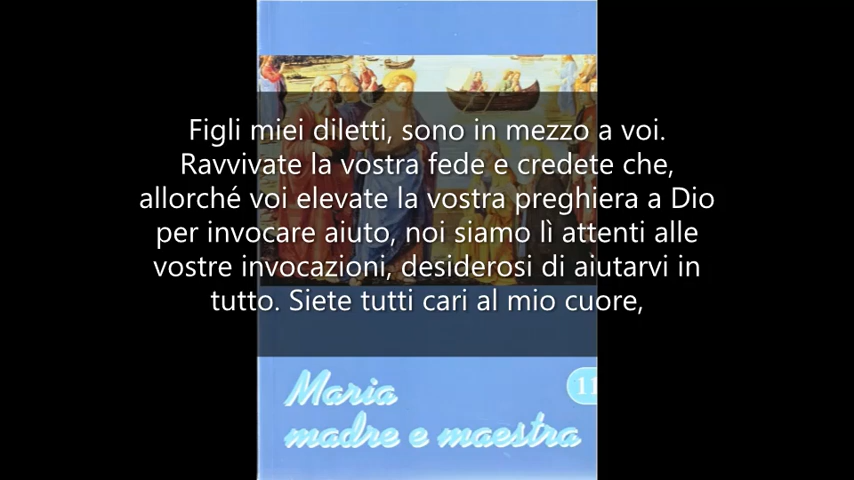 Figli miei diletti, sono in mezzo a voi.
Ravvivate la vostra fede e credete che,
allorché voi elevate la vostra preghiera a Dio
per invocare aiuto, noi siamo lì attenti alle
vostre invocazioni, desiderosi di aiutarvi in
tutto. Siete tutti cari al mio cuore,
Maria
11
madre e maestra